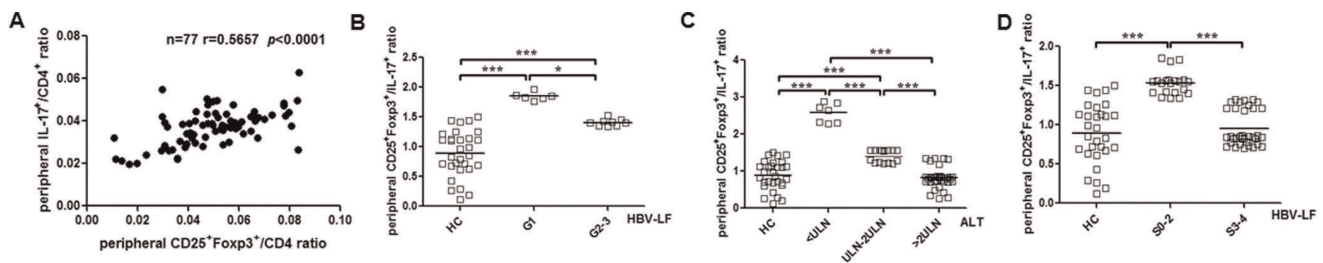 A
n=77 r=0.5657 p<0.0001
peripheral IL-17+/CD4+ ratio
0.08
0.06
0.04
0.02
0.00
0.00 0.02 0.04 0.06 0.08 0.10
peripheral CD25+Foxp3+/CD4 ratio
B
peripheral CD25+Foxp3+/IL-17+ ratio
2.5
2.0
1.5
1.0
0.5
0.0
***
*** *
HC G1 G2-3 HBV-LF
C
peripheral CD25+Foxp3+/IL-17+ ratio
4
3
2
1
0
***
***
*** *** ***
HC <ULN ULN-2ULN >2ULN ALT
D
peripheral CD25+Foxp3+/IL-17+ ratio
2.0
1.5
1.0
0.5
0.0
*** ***
HC S0-2 S3-4 HBV-LF